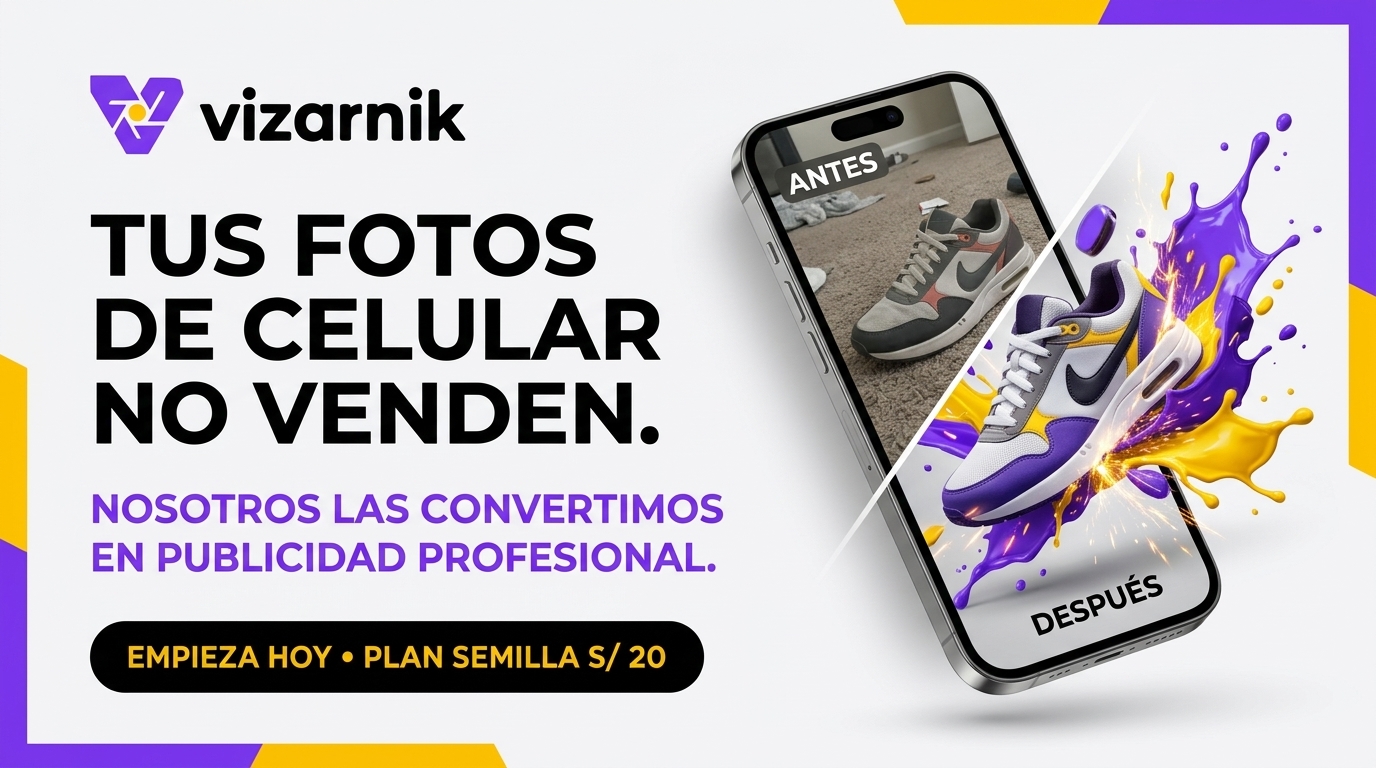 vizarnik
TUS FOTOS
DE CELULAR
NO VENDEN.
NOSOTROS LAS CONVERTIMOS
EN PUBLICIDAD PROFESIONAL.
EMPIEZA HOY • PLAN SEMILLA S/ 20
ANTES
DESPUÉS